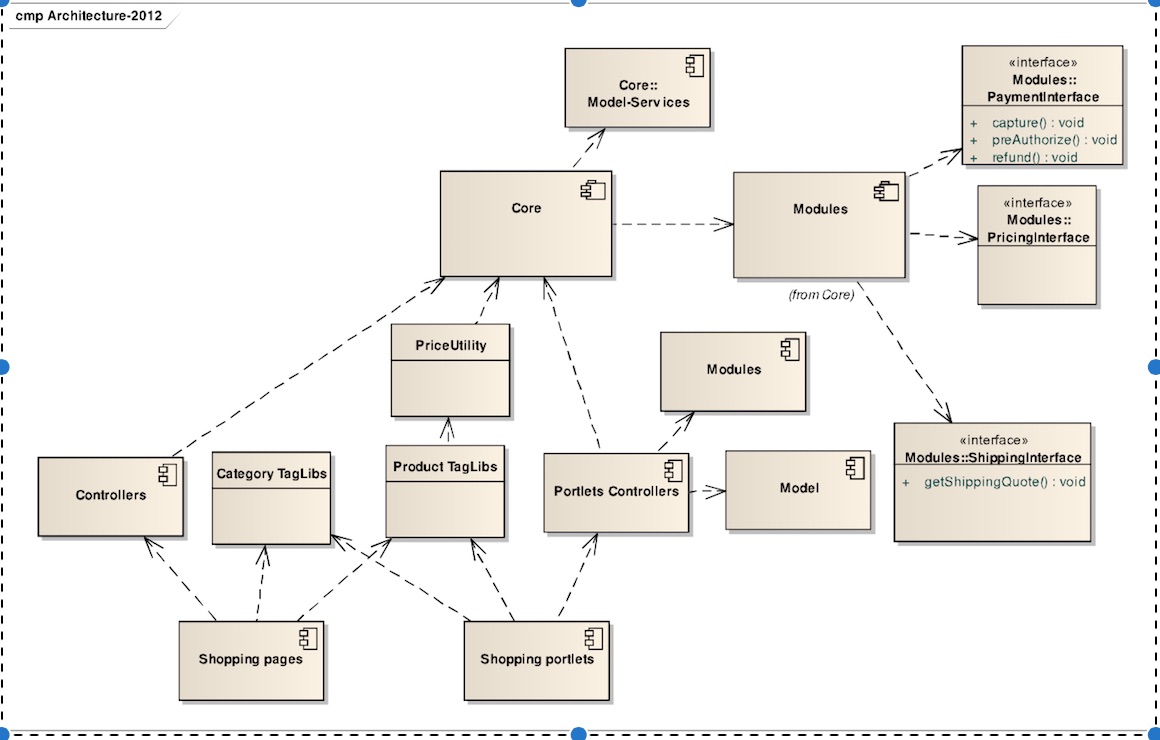 cmp Architecture-2012
Core::
Model-Services
«interface»
Modules::
PaymentInterface
+ capture() : void
+ preAuthorize() : void
+ refund() : void
Core
Modules
(from Core)
«interface»
Modules::
PricingInterface
PriceUtility
Modules
«interface»
Modules::ShippingInterface
+ getShippingQuote() : void
Controllers
Category TagLibs
Product TagLibs
Portlets Controllers
Model
Shopping pages
Shopping portlets